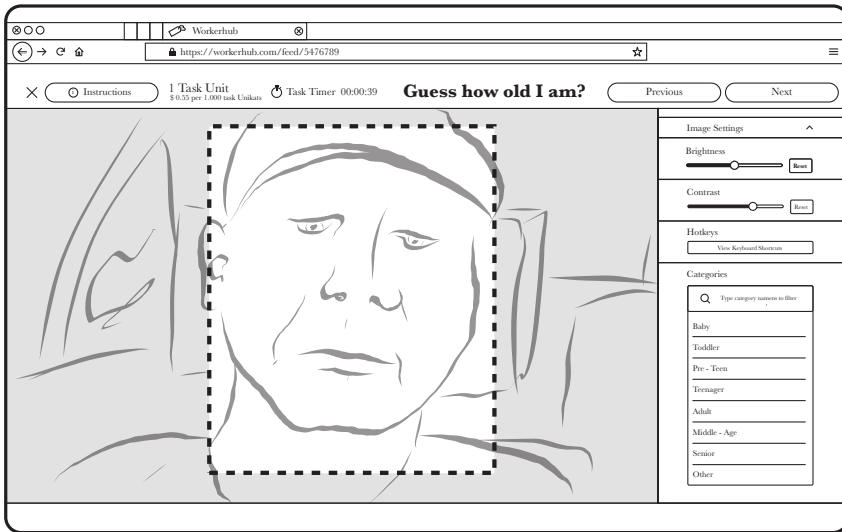 Workerhub
https://workerhub.com/feed/5476789
Instructions
1 Task Unit
$ 0.55 per 1.000 task Unikats
Task Timer 00:00:39
Guess how old I am?
Previous
Next
Image Settings
Brightness
Reset
Contrast
Reset
Hotkeys
View Keyboard Shortcuts
Categories
Type category namens to filter
Baby
Toddler
Pre - Teen
Teenager
Adult
Middle - Age
Senior
Other